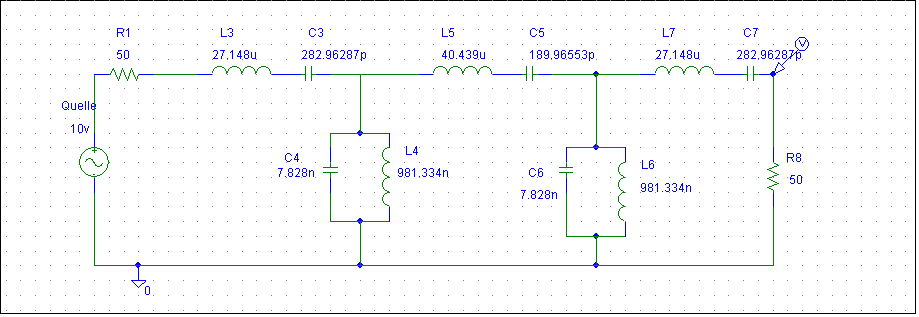 R1 L3 C3 L5 C5 L7 C7
50 27.148u 282.96287p 40.439u 189.96553p 27.148u 282.96287p
V
Quelle
10v
C4 L4
7.828n 981.334n
C6 L6
7.828n 981.334n
R8
50
0